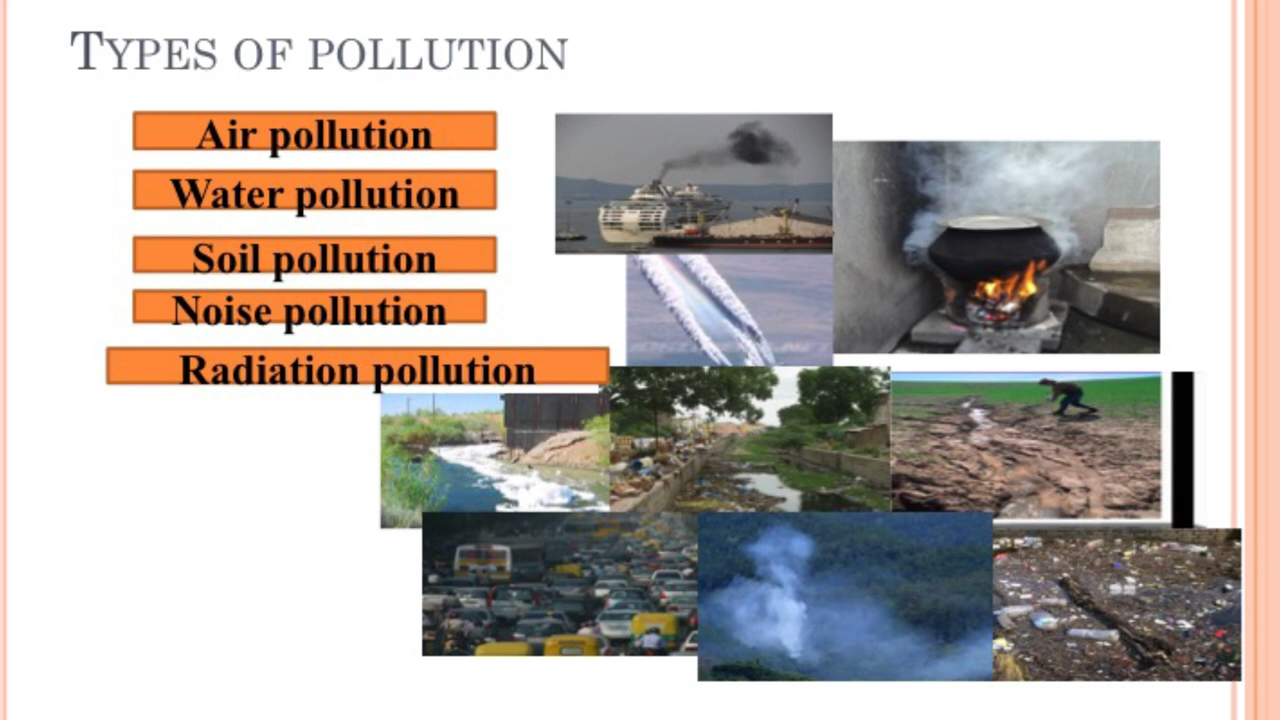 Types of pollution
Air pollution
Water pollution
Soil pollution
Noise pollution
Radiation pollution